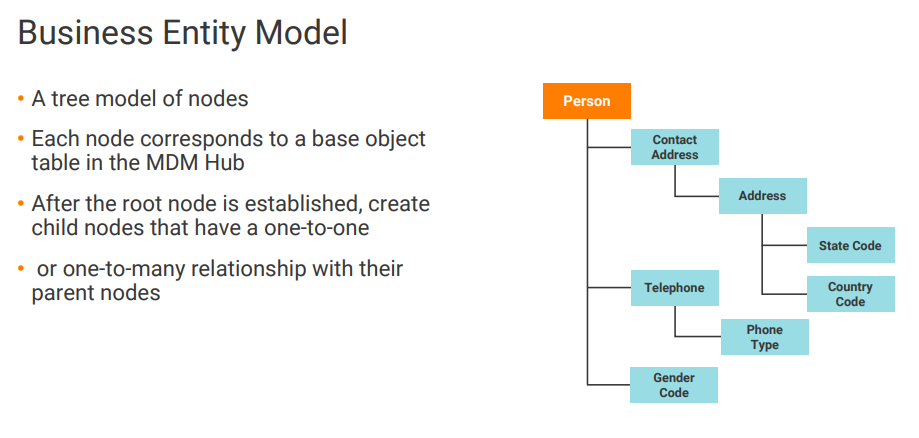 Business Entity Model
• A tree model of nodes
• Each node corresponds to a base object
table in the MDM Hub
• After the root node is established, create
child nodes that have a one-to-one
• or one-to-many relationship with their
parent nodes
Person
Contact
Address
Address
State Code
Country
Code
Telephone
Phone
Type
Gender
Code